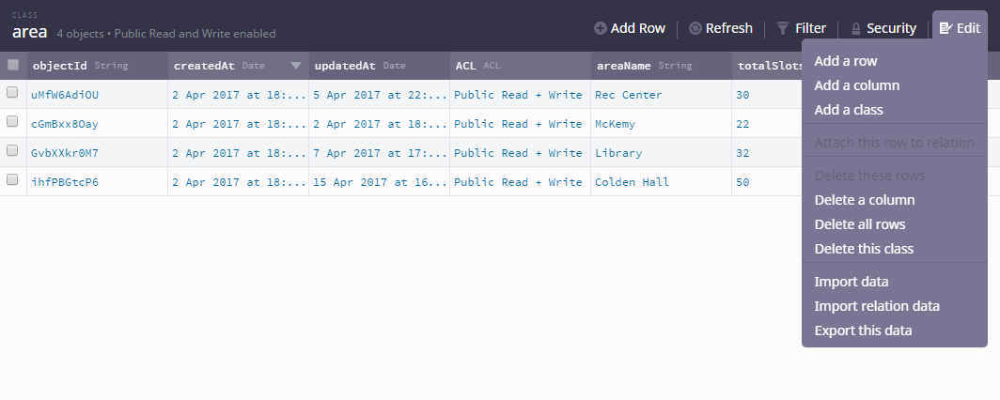 CLASS
area 4 objects • Public Read and Write enabled
Add Row Refresh Filter Security Edit
objectId String createdAt Date updatedAt Date ACL ACL areaName String totalSlots
uMfW6AdiOU 2 Apr 2017 at 18:... 5 Apr 2017 at 22:... Public Read + Write Rec Center 30
cGmBxx8Oay 2 Apr 2017 at 18:... 2 Apr 2017 at 18:... Public Read + Write McKemy 22
GvbXXkr0M7 2 Apr 2017 at 18:... 7 Apr 2017 at 17:... Public Read + Write Library 32
ihfPBGtcP6 2 Apr 2017 at 18:... 15 Apr 2017 at 16... Public Read + Write Colden Hall 50
Add a row
Add a column
Add a class
Attach this row to relation
Delete these rows
Delete a column
Delete all rows
Delete this class
Import data
Import relation data
Export this data